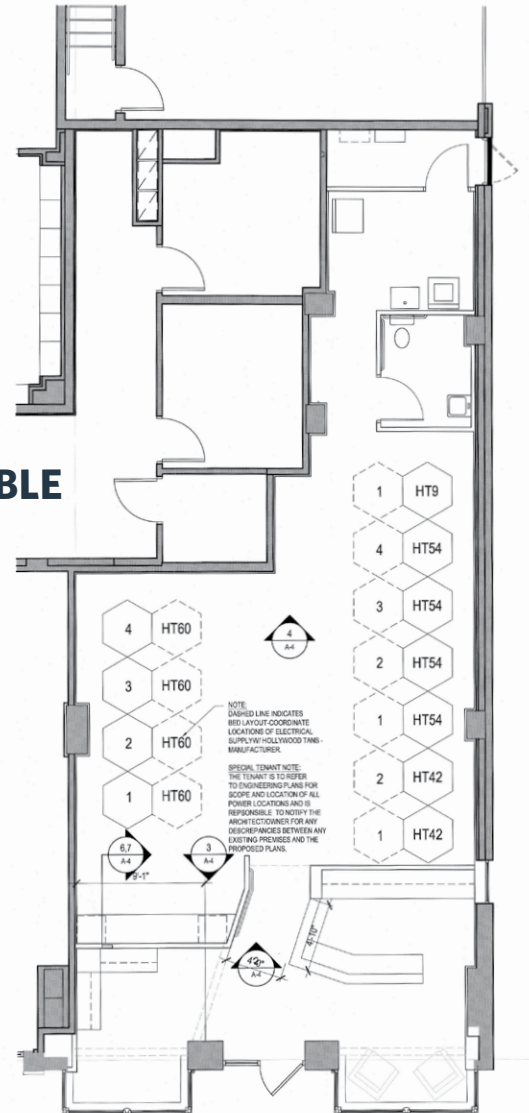 BLE
1 HT9
4 HT54
3 HT54
2 HT54
1 HT54
2 HT42
1 HT42
4 HT60
3 HT60
2 HT60
1 HT60
4
A-4
NOTE:
DASHED LINE INDICATES
BED LAYOUT-COORDINATE
LOCATIONS OF ELECTRICAL
SUPPLYW/ HOLLYWOOD TANS -
MANUFACTURER.
SPECIAL TENANT NOTE:
THE TENANT IS TO REFER
TO ENGINEERING PLANS FOR
SCOPE AND LOCATION OF ALL
POWER LOCATIONS AND IS
REPSONSIBLE TO NOTIFY THE
ARCHITECT/OWNER FOR ANY
DESCREPANCIES BETWEEN ANY
EXISTING PREMISES AND THE
PROPOSED PLANS.
6,7
A-4
3
A-4
9'-1"
4'-10"
A-4